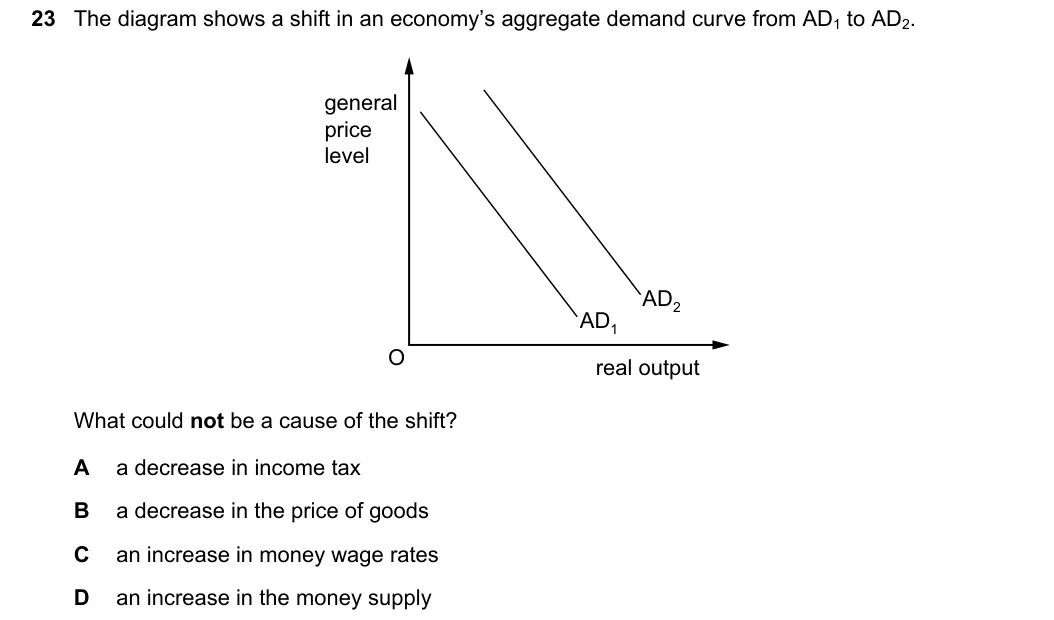 23 The diagram shows a shift in an economy’s aggregate demand curve from AD₁ to AD₂.
general
price
level
AD₂
AD₁
O
real output
What could not be a cause of the shift?
A a decrease in income tax
B a decrease in the price of goods
C an increase in money wage rates
D an increase in the money supply